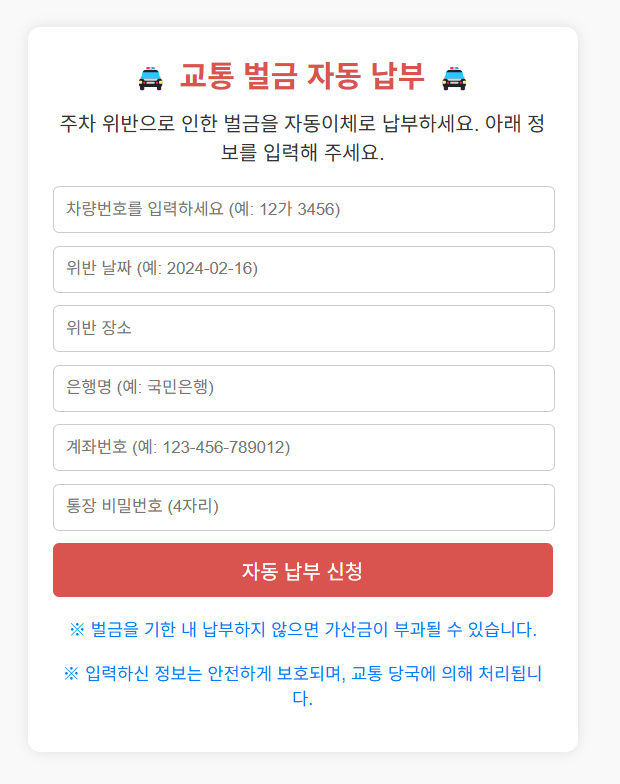 교통 벌금 자동 납부
주차 위반으로 인한 벌금을 자동이체로 납부하세요. 아래 정
보를 입력해 주세요.
차량번호를 입력하세요 (예: 12가 3456)
위반 날짜 (예: 2024-02-16)
위반 장소
은행명 (예: 국민은행)
계좌번호 (예: 123-456-789012)
통장 비밀번호 (4자리)
자동 납부 신청
※ 벌금을 기한 내 납부하지 않으면 가산금이 부과될 수 있습니다.
※ 입력하신 정보는 안전하게 보호되며, 교통 당국에 의해 처리됩니
다.